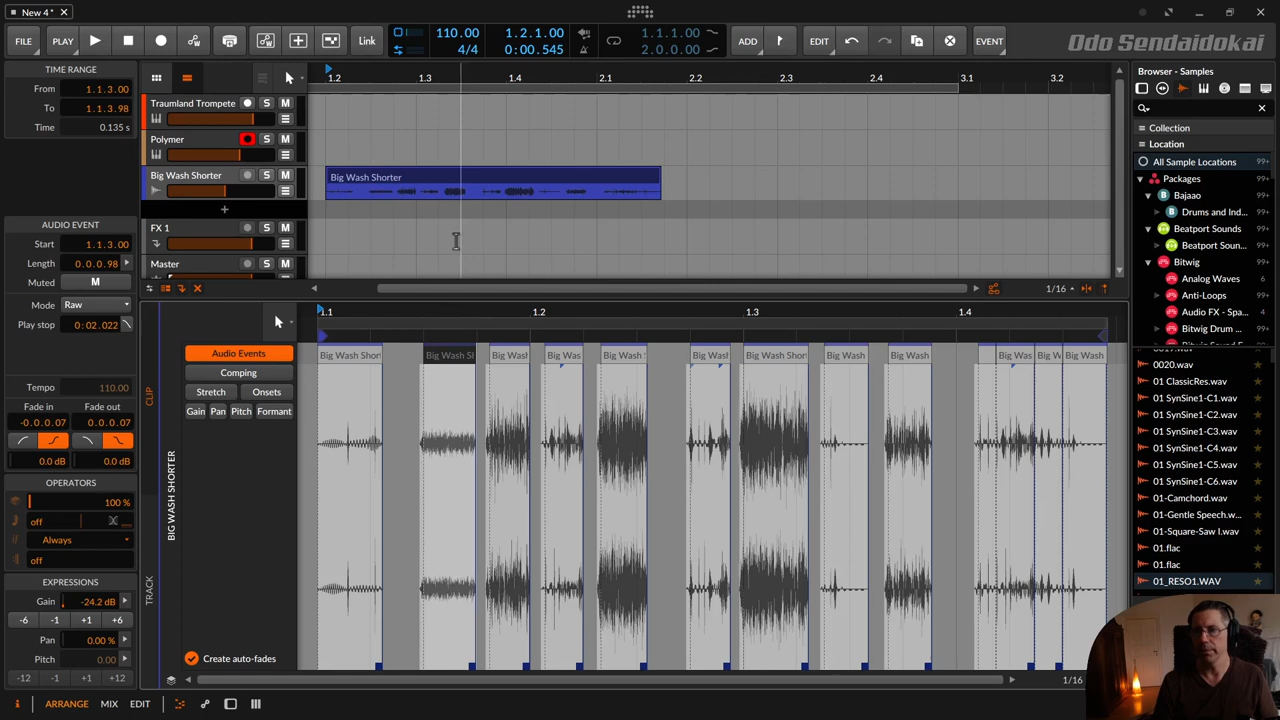 New 4*
FILE PLAY Link 110.00 4/4 1.2.1.00 0:00.545 1.1.1.00 2.0.0.00 ADD EDIT EVENT Odo Sendaidokai
TIME RANGE
From 1.1.3.00
To 1.1.3.98
Time 0.135 s
AUDIO EVENT
Start 1.1.3.00
Length 0.0.0.98
Muted M
Mode Raw
Play stop 0:02.022
Tempo 110.00
Fade in Fade out
-0.0.0.07 0.0.0.07
0.0 dB 0.0 dB
OPERATORS
100 %
off
Always
off
EXPRESSIONS
Gain -24.2 dB
-6 -1 +1 +6
Pan 0.00 %
Pitch 0.00
-12 -1 +1 +12
1.2 1.3 1.4 2.1 2.2 2.3 2.4 3.1 3.2
Traumland Trompete S M
Polymer S M
Big Wash Shorter S M
Big Wash Shorter
+
FX 1 S M
Master S M
1/16
1.1 1.2 1.3 1.4
CLIP
TRACK
BIG WASH SHORTER
Audio Events
Comping
Stretch Onsets
Gain Pan Pitch Formant
Create auto-fades
Big Wash Short Big Wash Sl Big Wash Big Was Big Wash S Big Wash Big Wash Short Big Wash Big Wash Big Was Big W Big Wash
1/16
Browser - Samples
Collection
Location
All Sample Locations 99+
Packages 99+
Bajaao 99+
Drums and Ind... 99+
Beatport Sounds 99+
Beatport Soun... 99+
Bitwig 99+
Analog Waves 6
Anti-Loops 99+
Audio FX - Spa... 99+
Bitwig Drum ... 99+
0020.wav
01 ClassicRes.wav
01 SynSine1-C1.wav
01 SynSine1-C2.wav
01 SynSine1-C3.wav
01 SynSine1-C4.wav
01 SynSine1-C5.wav
01 SynSine1-C6.wav
01-Camchord.wav
01-Gentle Speech.w...
01-Square-Saw I.wav
01.flac
01.flac
01_RESO1.WAV
i ARRANGE MIX EDIT